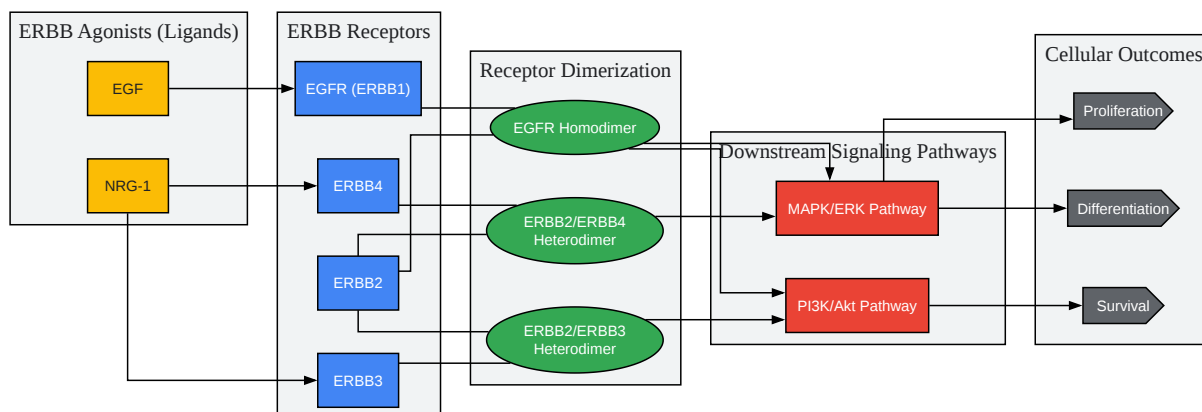 ERBB Agonists (Ligands)
EGF
NRG-1
ERBB Receptors
EGFR (ERBB1)
ERBB4
ERBB2
ERBB3
Receptor Dimerization
EGFR Homodimer
ERBB2/ERBB4
Heterodimer
ERBB2/ERBB3
Heterodimer
Downstream Signaling Pathways
MAPK/ERK Pathway
PI3K/Akt Pathway
Cellular Outcomes
Proliferation
Differentiation
Survival